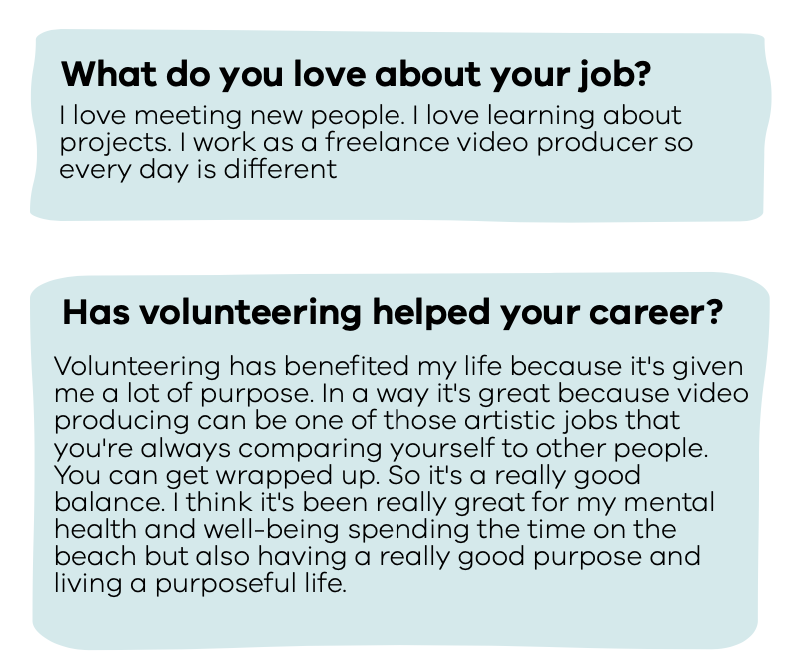 What do you love about your job?
I love meeting new people. I love learning about
projects. I work as a freelance video producer so
every day is different
Has volunteering helped your career?
Volunteering has benefited my life because it's given
me a lot of purpose. In a way it's great because video
producing can be one of those artistic jobs that
you're always comparing yourself to other people.
You can get wrapped up. So it's a really good
balance. I think it's been really great for my mental
health and well-being spending the time on the
beach but also having a really good purpose and
living a purposeful life.